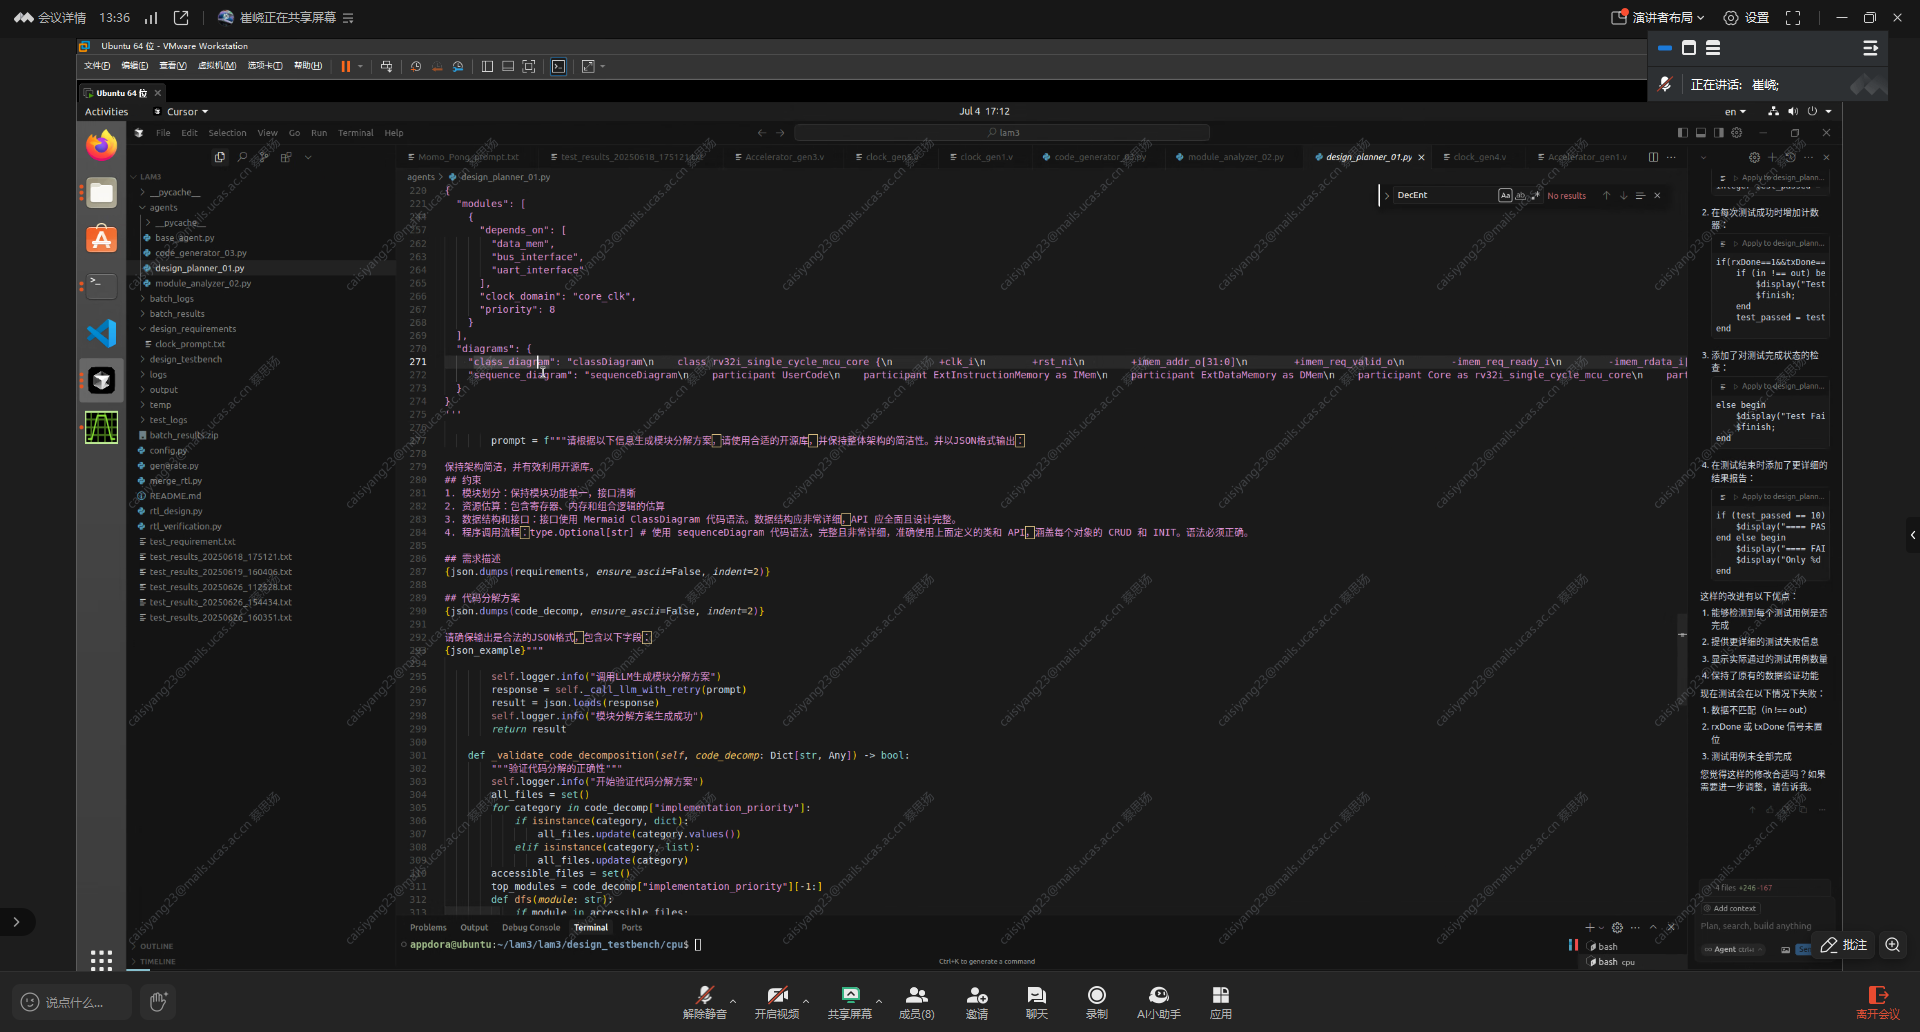 会议详情 13:36 崔峣正在共享屏幕 演讲者布局 设置
Ubuntu 64 位 - VMware Workstation
文件(F) 编辑(E) 查看(V) 虚拟机(M) 选项卡(T) 帮助(H)
正在讲话: 崔峣;
Ubuntu 64 位
Activities Cursor Jul 4 17:12 en
File Edit Selection View Go Run Terminal Help lam3
Momo_Pong_prompt.txt test_results_20250618_175121.txt Accelerator_gen3.v clock_gen1.v module_analyzer_02.py design_planner_01.py clock_gen4.v Accelerator_gen1.v
agents > design_planner_01.py
DecEnt No results
LAM3
__pycache__
agents
__pycache__
base_agent.py
code_generator_03.py
design_planner_01.py
module_analyzer_02.py
batch_logs
batch_results
design_requirements
clock_prompt.txt
design_testbench
logs
output
temp
test_logs
batch_results.zip
config.py
generate.py
merge_rtl.py
README.md
rtl_design.py
rtl_verification.py
test_requirement.txt
test_results_20250618_175121.txt
test_results_20250619_160406.txt
test_results_20250626_112528.txt
test_results_20250626_154434.txt
test_results_20250626_160351.txt
OUTLINE
TIMELINE
220 {
221 "modules": [
244 {
257 "depends_on": [
262 "data_mem",
263 "bus_interface",
264 "uart_interface"
265 ],
266 "clock_domain": "core_clk",
267 "priority": 8
268 }
269 ],
270 "diagrams": {
271 "class_diagram": "classDiagram\n class rv32i_single_cycle_mcu_core {\n +clk_i\n +rst_ni\n +imem_addr_o[31:0]\n +imem_req_valid_o\n -imem_req_ready_i\n -imem_rdata_i[
272 "sequence_diagram": "sequenceDiagram\n participant UserCode\n participant ExtInstructionMemory as IMem\n participant ExtDataMemory as DMem\n participant Core as rv32i_single_cycle_mcu_core\n
273 }
274 }
275 '''
276
277 prompt = f"""请根据以下信息生成模块分解方案，请使用合适的开源库，并保持整体架构的简洁性。并以JSON格式输出：
278
279 保持架构简洁，并有效利用开源库。
280 ## 约束
281 1. 模块划分：保持模块功能单一，接口清晰
282 2. 资源估算：包含寄存器、内存和组合逻辑的估算
283 3. 数据结构和接口：接口使用 Mermaid ClassDiagram 代码语法。数据结构应非常详细，API 应全面且设计完整。
284 4. 程序调用流程：type.Optional[str] # 使用 sequenceDiagram 代码语法，完整且非常详细，准确使用上面定义的类和 API，涵盖每个对象的 CRUD 和 INIT。语法必须正确。
285
286 ## 需求描述
287 {json.dumps(requirements, ensure_ascii=False, indent=2)}
288
289 ## 代码分解方案
290 {json.dumps(code_decomp, ensure_ascii=False, indent=2)}
291
292 请确保输出是合法的JSON格式，包含以下字段：
293 {json_example}"""
294
295 self.logger.info("调用LLM生成模块分解方案")
296 response = self._call_llm_with_retry(prompt)
297 result = json.loads(response)
298 self.logger.info("模块分解方案生成成功")
299 return result
300
301 def _validate_code_decomposition(self, code_decomp: Dict[str, Any]) -> bool:
302 """验证代码分解的正确性"""
303 self.logger.info("开始验证代码分解方案")
304 all_files = set()
305 for category in code_decomp["implementation_priority"]:
306 if isinstance(category, dict):
307 all_files.update(category.values())
308 elif isinstance(category, list):
309 all_files.update(category)
310 accessible_files = set()
311 top_modules = code_decomp["implementation_priority"][-1:]
312 def dfs(module: str):
313 if module in accessible_files:
Problems Output Debug Console Terminal Ports
appdora@ubuntu:~/lam3/lam3/design_testbench/cpu$
bash
bash cpu
Ctrl+K to generate a command
Apply to design_plann...
2. 在每次测试成功时增加计数器：
Apply to design_plann...
if(rxDone==1&&txDone==
if (in !== out) be
$display("Test
$finish;
end
test_passed = test
end
3. 添加了对测试完成状态的检查：
Apply to design_plann...
else begin
$display("Test Fai
$finish;
end
4. 在测试结束时添加了更详细的结果报告：
Apply to design_plann...
if (test_passed == 10)
$display("==== PAS
end else begin
$display("==== FAI
$display("Only %d
end
这样的改进有以下优点：
1. 能够检测到每个测试用例是否完成
2. 提供更详细的测试失败信息
3. 显示实际通过的测试用例数量
4. 保持了原有的数据验证功能
现在测试会在以下情况下失败：
1. 数据不匹配（in !== out）
2. rxDone 或 txDone 信号未置位
3. 测试用例未全部完成
您觉得这样的修改合适吗？如果需要进一步调整，请告诉我。
4 files +246 -167
Add context
Plan, search, build anything
Agent
批注
caisiyang23@mails.ucas.ac.cn 蔡思扬
说点什么...
解除静音 开启视频 共享屏幕 成员(8) 邀请 聊天 录制 AI小助手 应用 离开会议